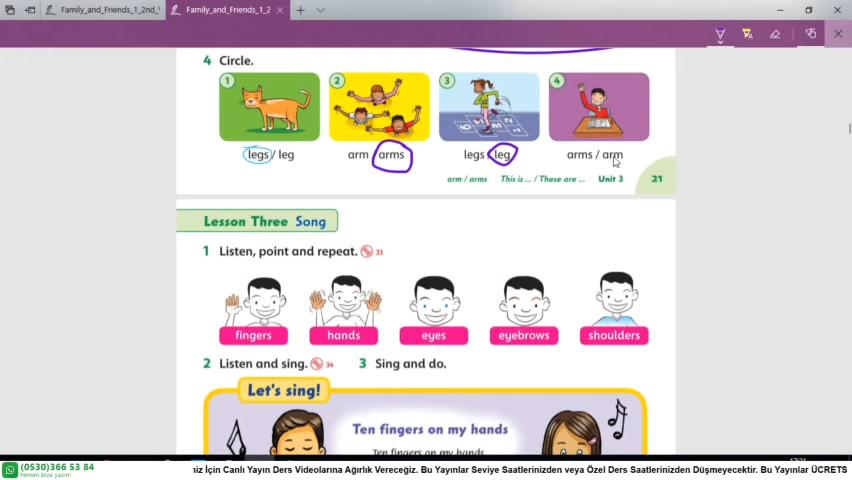 Family_and_Friends_1_2nd_
Family_and_Friends_1_2
4 Circle.
1 2 3 4
legs / leg
arm arms
legs leg
arms / arm
arm / arms This is ... / These are ... Unit 3 21
Lesson Three Song
1 Listen, point and repeat. 33
fingers
hands
eyes
eyebrows
shoulders
2 Listen and sing. 34 3 Sing and do.
Let's sing!
Ten fingers on my hands
Ten fingers on my hands
(0530)366 53 84
hemen bize yazın!
İçin Canlı Yayın Ders Videolarına Ağırlık Vereceğiz. Bu Yayınlar Seviye Saatlerinizden veya Özel Ders Saatlerinizden Düşmeyecektir. Bu Yayınlar ÜCRETS